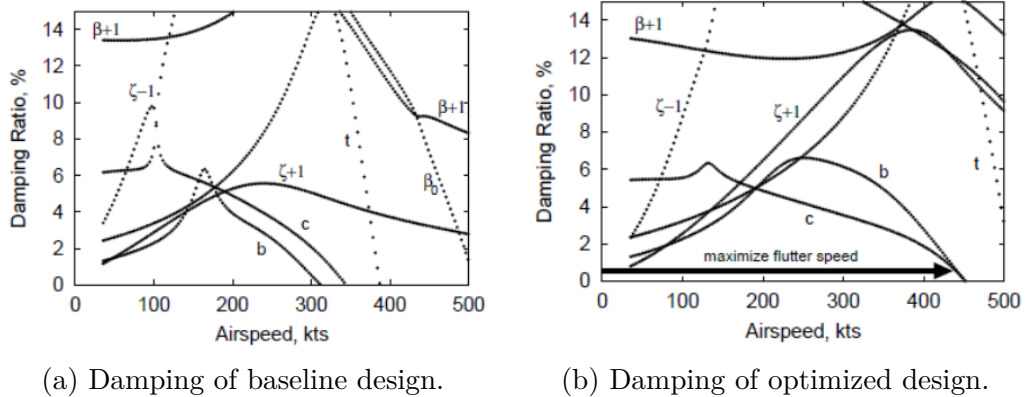 14
12
10
8
6
4
2
0
Damping Ratio, %
β+1
ζ−1
t
β+1
β0
ζ+1
c
b
0 100 200 300 400 500
Airspeed, kts
(a) Damping of baseline design.
14
12
10
8
6
4
2
0
Damping Ratio, %
β+1
ζ−1
ζ+1
t
b
c
maximize flutter speed
0 100 200 300 400 500
Airspeed, kts
(b) Damping of optimized design.